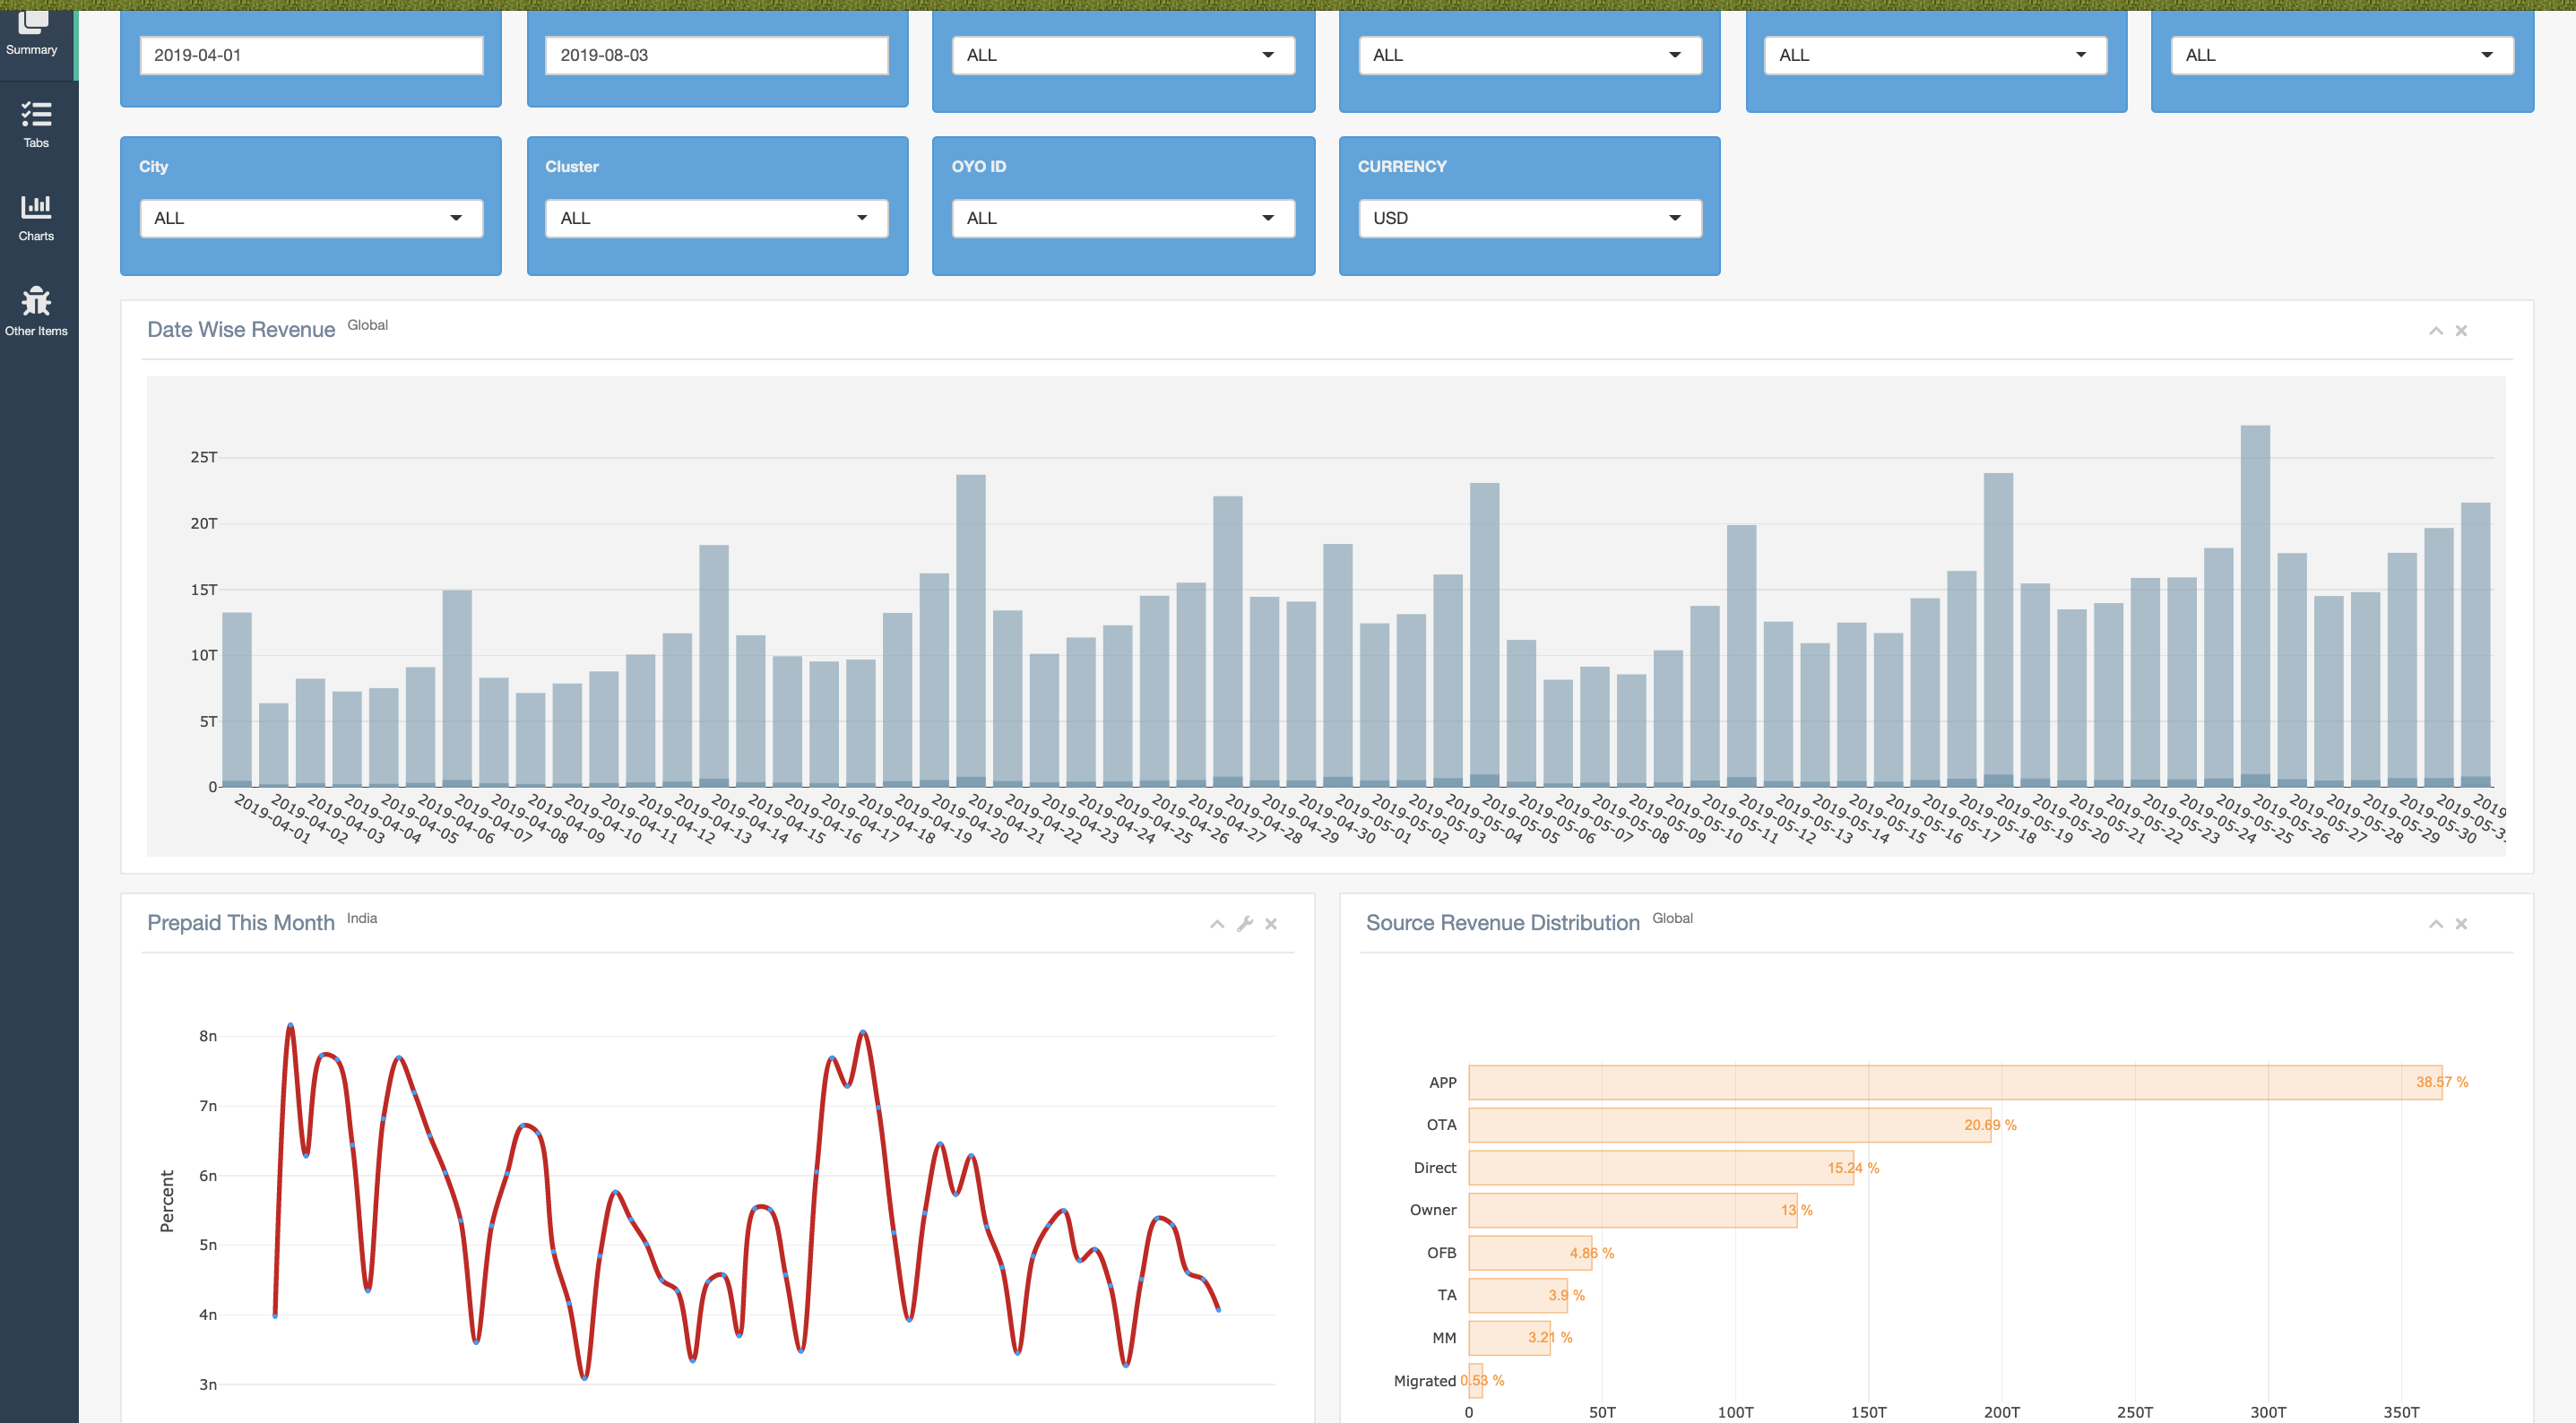 Summary
2019-04-01
2019-08-03
ALL
ALL
ALL
ALL
Tabs
Charts
Other Items
City
Cluster
OYO ID
CURRENCY
ALL
ALL
ALL
USD
Date Wise Revenue Global
25T
20T
15T
10T
5T
0
2019-04-01
2019-04-02
2019-04-03
2019-04-04
2019-04-05
2019-04-06
2019-04-07
2019-04-08
2019-04-09
2019-04-10
2019-04-11
2019-04-12
2019-04-13
2019-04-14
2019-04-15
2019-04-16
2019-04-17
2019-04-18
2019-04-19
2019-04-20
2019-04-21
2019-04-22
2019-04-23
2019-04-24
2019-04-25
2019-04-26
2019-04-27
2019-04-28
2019-04-29
2019-04-30
2019-05-01
2019-05-02
2019-05-03
2019-05-04
2019-05-05
2019-05-06
2019-05-07
2019-05-08
2019-05-09
2019-05-10
2019-05-11
2019-05-12
2019-05-13
2019-05-14
2019-05-15
2019-05-16
2019-05-17
2019-05-18
2019-05-19
2019-05-20
2019-05-21
2019-05-22
2019-05-23
2019-05-24
2019-05-25
2019-05-26
2019-05-27
2019-05-28
2019-05-29
2019-05-30
2019-05-3
2019
Prepaid This Month India
Percent
8n
7n
6n
5n
4n
3n
Source Revenue Distribution Global
APP 38.57 %
OTA 20.69 %
Direct 15.24 %
Owner 13 %
OFB 4.86 %
TA 3.9 %
MM 3.21 %
Migrated 0.53 %
0 50T 100T 150T 200T 250T 300T 350T